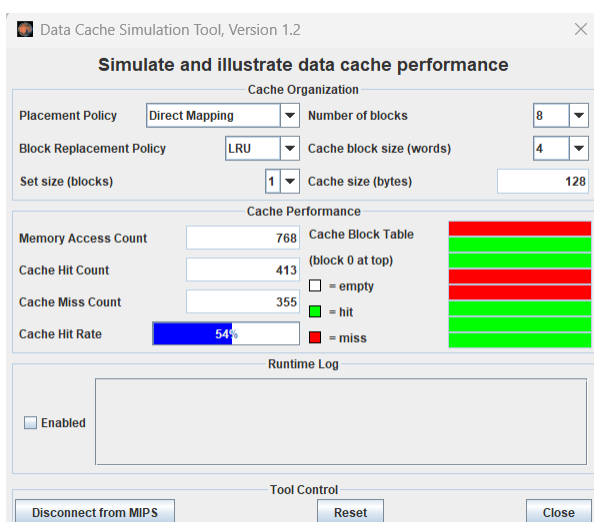 Data Cache Simulation Tool, Version 1.2
Simulate and illustrate data cache performance
Cache Organization
Placement Policy Direct Mapping Number of blocks 8
Block Replacement Policy LRU Cache block size (words) 4
Set size (blocks) 1 Cache size (bytes) 128
Cache Performance
Memory Access Count 768 Cache Block Table
(block 0 at top)
Cache Hit Count 413
= empty
Cache Miss Count 355
= hit
Cache Hit Rate 54%
= miss
Runtime Log
Enabled
Tool Control
Disconnect from MIPS Reset Close